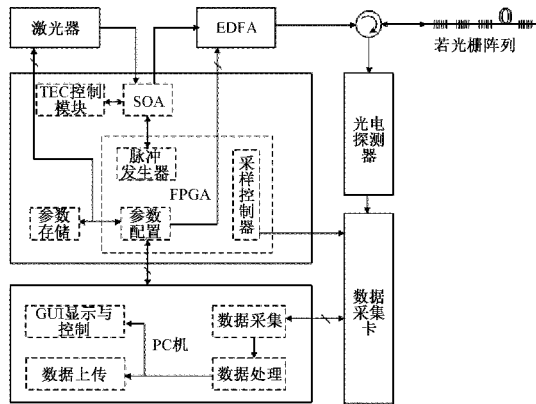 激光器
EDFA
若光栅阵列
TEC控制
模块
SOA
光电
探测
器
脉冲
发生器
FPGA
采样控制器
参数
存储
参数
配置
数据
采集
卡
GUI显示与
控制
PC机
数据采集
数据上传
数据处理